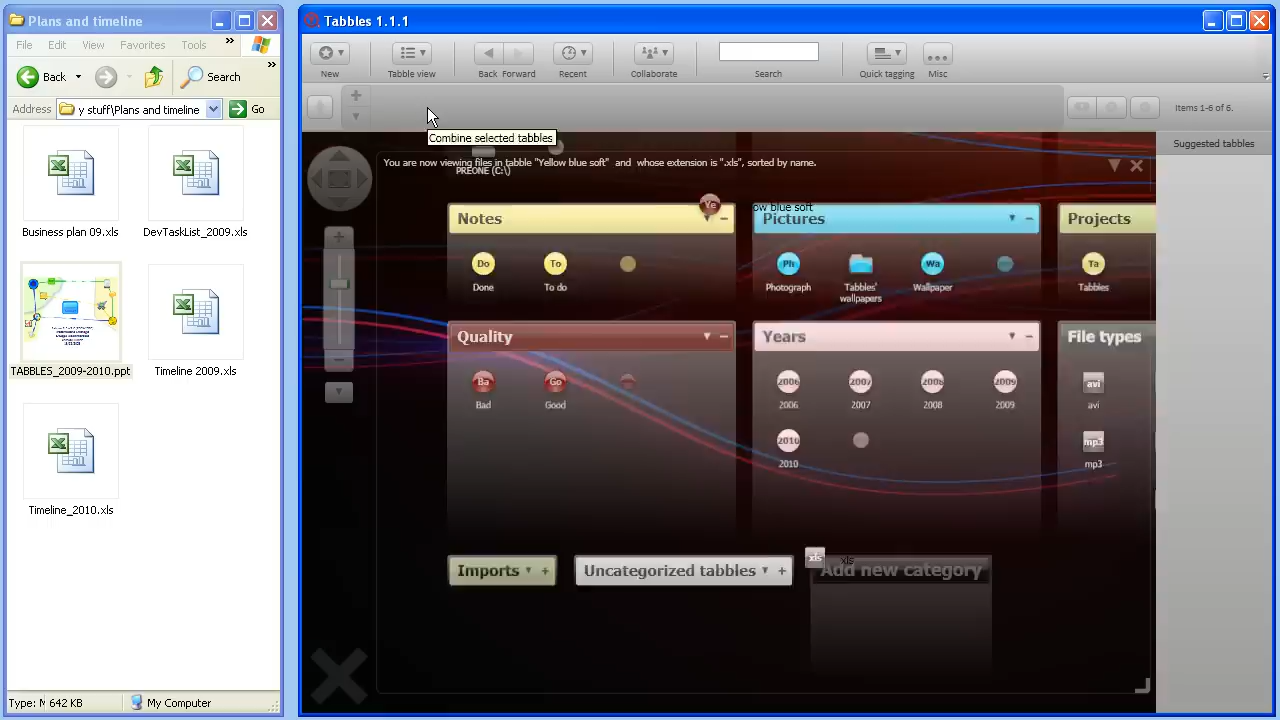 Plans and timeline
File Edit View Favorites Tools »
Back Search »
Address y stuff\Plans and timeline Go
Business plan 09.xls
DevTaskList_2009.xls
TABBLES_2009-2010.ppt
Timeline 2009.xls
Timeline_2010.xls
642 KB My Computer
Tabbles 1.1.1
New Tabble view Back Forward Recent Collaborate Search Quick tagging Misc
Items 1-6 of 6.
Combine selected tabbles
Suggested tabbles
You are now viewing files in tabble "Yellow blue soft" and whose extension is ".xls", sorted by name.
PREONE (C:\)
Ye
ow blue soft
Notes
Do To
Done To do
Pictures
Ph Wa
Photograph Tabbles' wallpapers Wallpaper
Projects
Ta
Tabbles
Quality
Ba Go
Bad Good
Years
2006 2007 2008 2009
2006 2007 2008 2009
2010
2010
File types
avi
avi
mp3
mp3
Imports
Uncategorized tabbles
xls
xls
Add new category